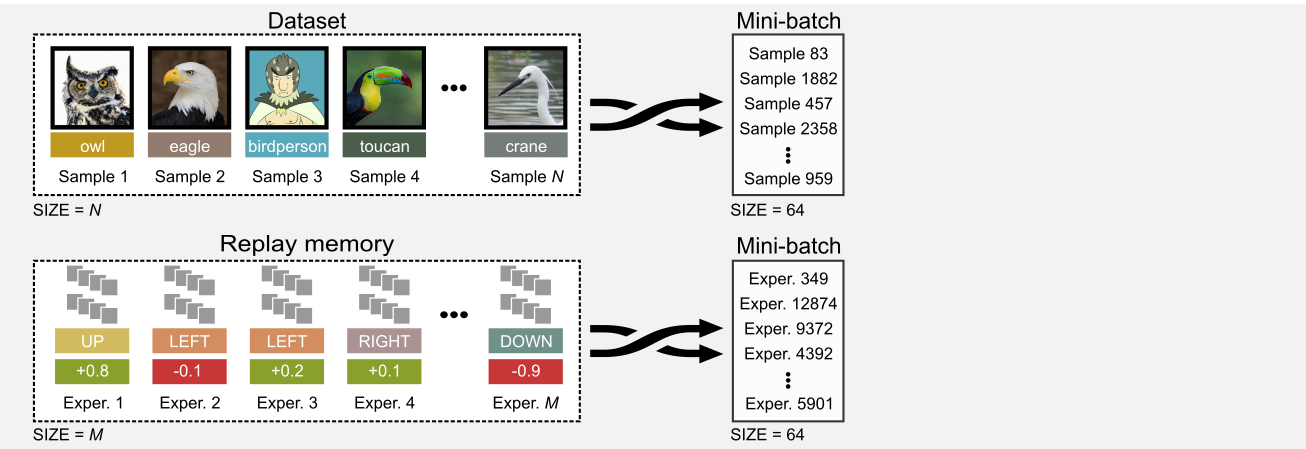 Dataset
Mini-batch
owl eagle birdperson toucan crane
Sample 1 Sample 2 Sample 3 Sample 4 Sample N
SIZE = N
Sample 83
Sample 1882
Sample 457
Sample 2358
Sample 959
SIZE = 64
Replay memory
Mini-batch
UP LEFT LEFT RIGHT DOWN
+0.8 -0.1 +0.2 +0.1 -0.9
Exper. 1 Exper. 2 Exper. 3 Exper. 4 Exper. M
SIZE = M
Exper. 349
Exper. 12874
Exper. 9372
Exper. 4392
Exper. 5901
SIZE = 64